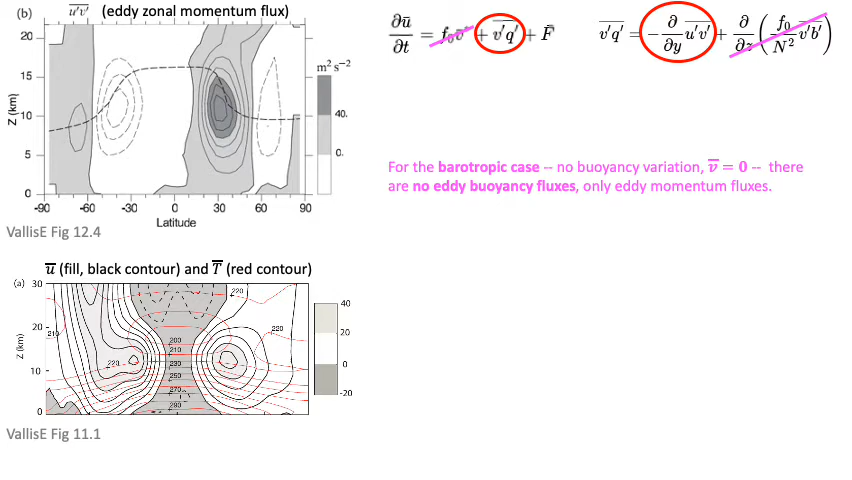 (b) u'v' (eddy zonal momentum flux)
20
15
10
5
0
Z (km)
-90 -60 -30 0 30 60 90
Latitude
m² s⁻²
40.
0.
VallisE Fig 12.4
∂ū/∂t = f₀v̄ + v'q' + F̄
v'q' = −∂/∂y u'v' + ∂/∂z (f₀/N² v'b')
For the barotropic case -- no buoyancy variation, v̄ = 0 -- there
are no eddy buoyancy fluxes, only eddy momentum fluxes.
ū (fill, black contour) and T̄ (red contour)
(a)
30
20
10
0
Z (km)
220
210
220
220
200
210
230
250
270
290
40
20
0
-20
VallisE Fig 11.1